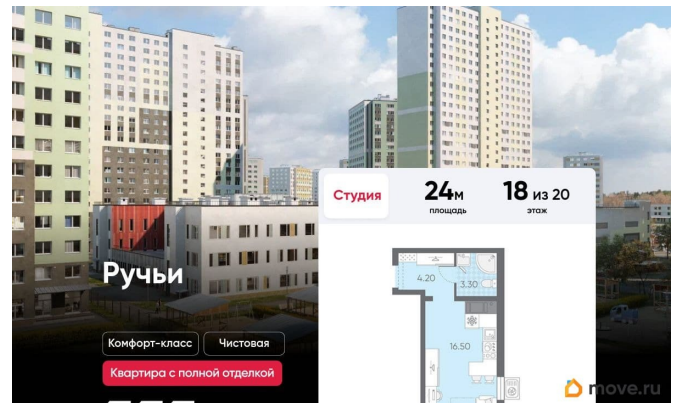 Студия
24м
площадь
18 из 20
этаж
4.20
3.30
16.50
Ручьи
Комфорт-класс
Чистовая
Квартира с полной отделкой
move.ru